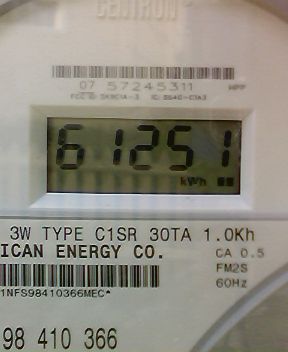 CENTRON
07 57245311
61251
kWh
3W TYPE C1SR 30TA 1.0Kh
ICAN ENERGY CO.
CA 0.5
FM2S
60Hz
1NFS98410366MEC*
98 410 366